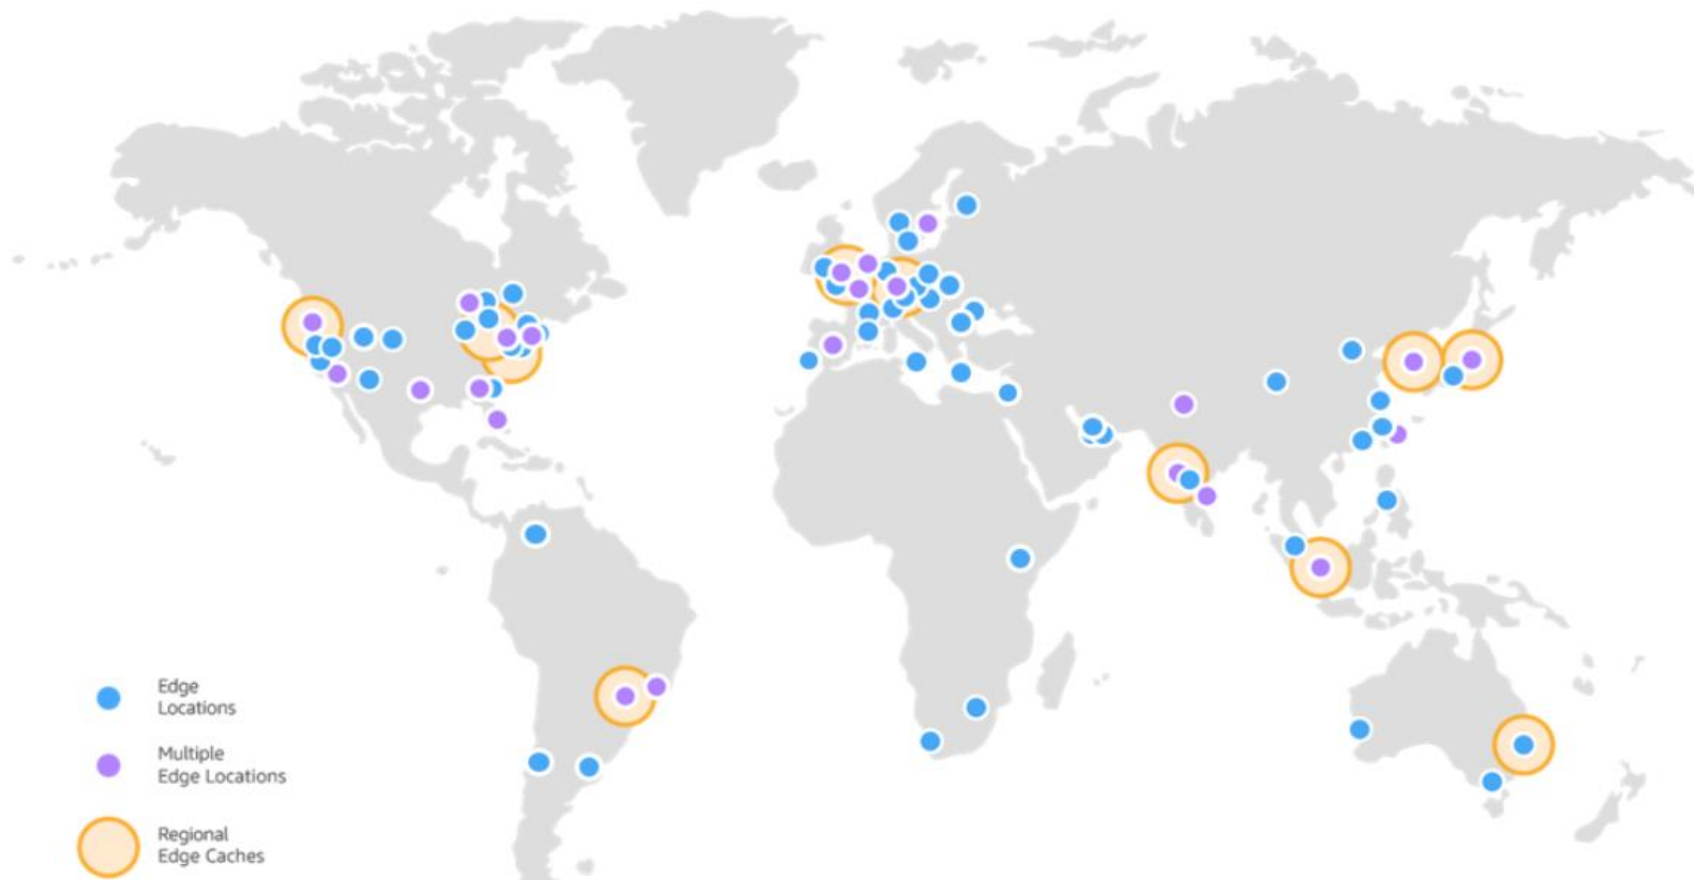 Edge
Locations
Multiple
Edge Locations
Regional
Edge Caches